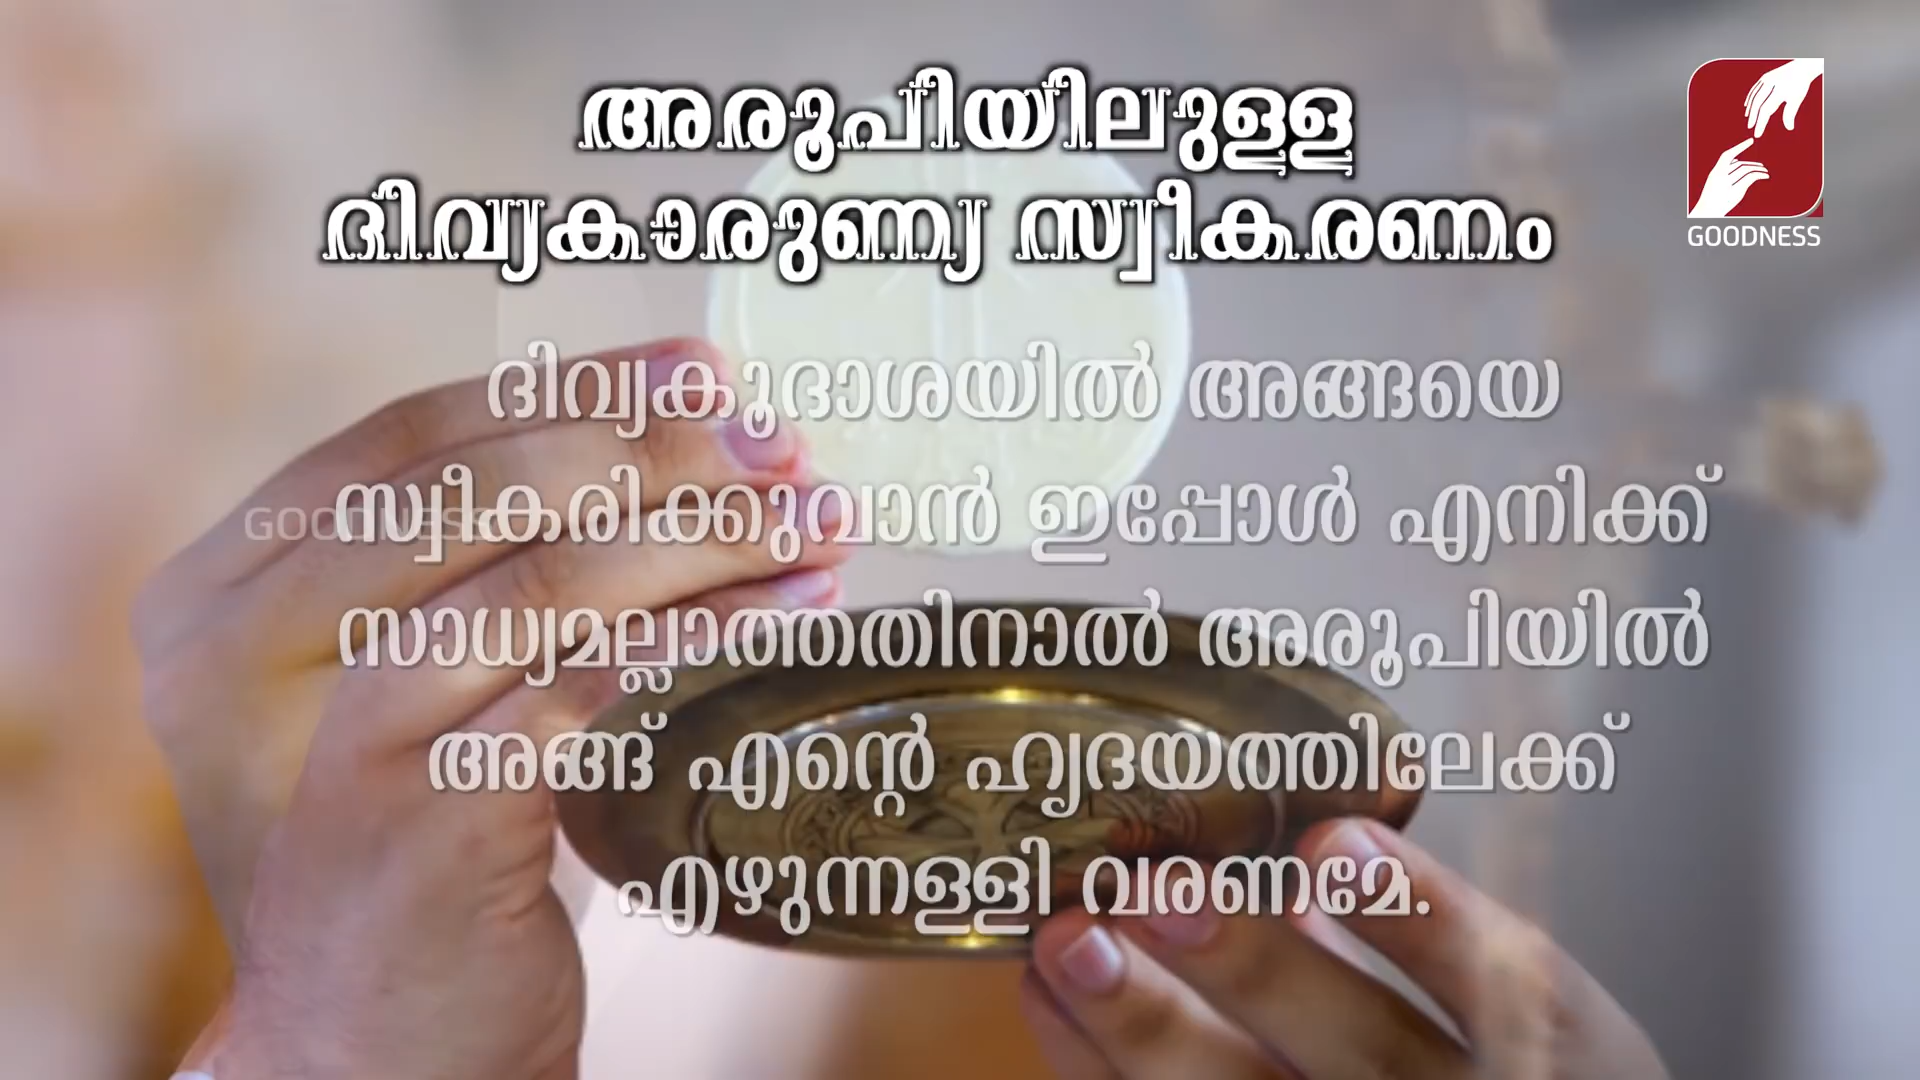 അരൂപിയിലുള്ള
ദിവ്യകാരുണ്യ സ്വീകരണം
GOODNESS
ദിവ്യകൂദാശയിൽ അങ്ങയെ
GOODNESS
സ്വീകരിക്കുവാൻ ഇപ്പോൾ എനിക്ക്
സാധ്യമല്ലാത്തതിനാൽ അരൂപിയിൽ
അങ്ങ് എന്റെ ഹൃദയത്തിലേക്ക്
എഴുന്നള്ളി വരണമേ.